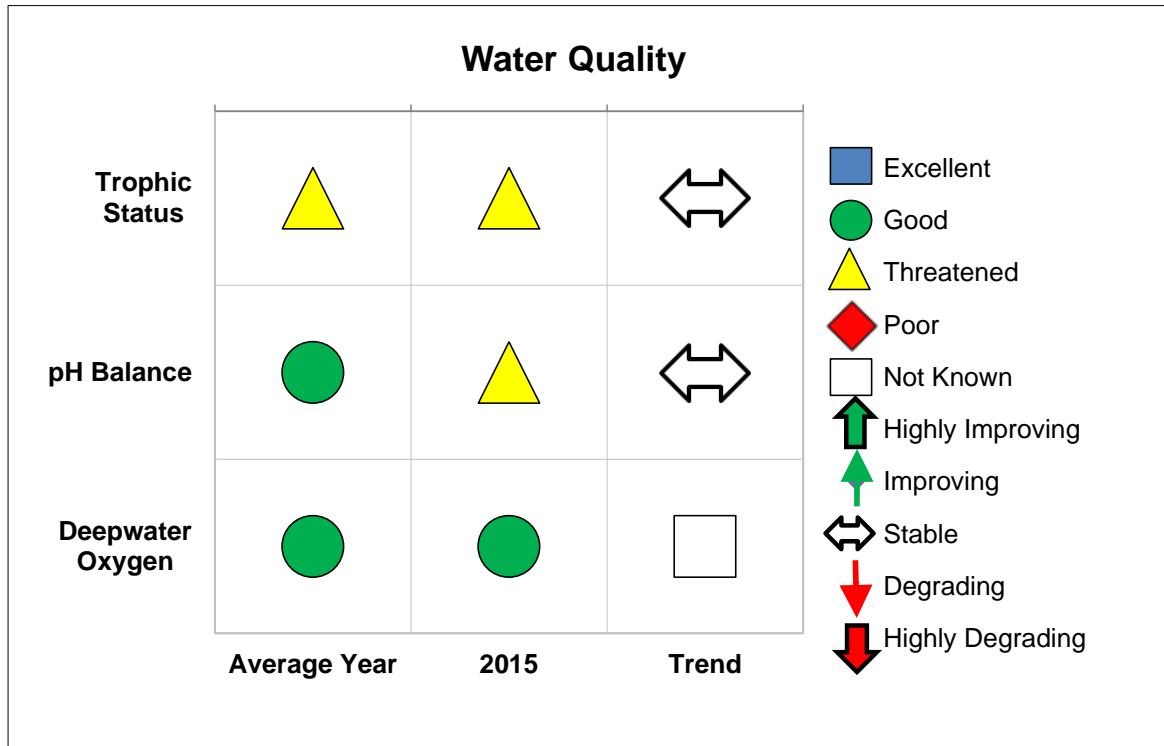 Water Quality
Trophic
Status
pH Balance
Deepwater
Oxygen
Average Year
2015
Trend
Excellent
Good
Threatened
Poor
Not Known
Highly Improving
Improving
Stable
Degrading
Highly Degrading